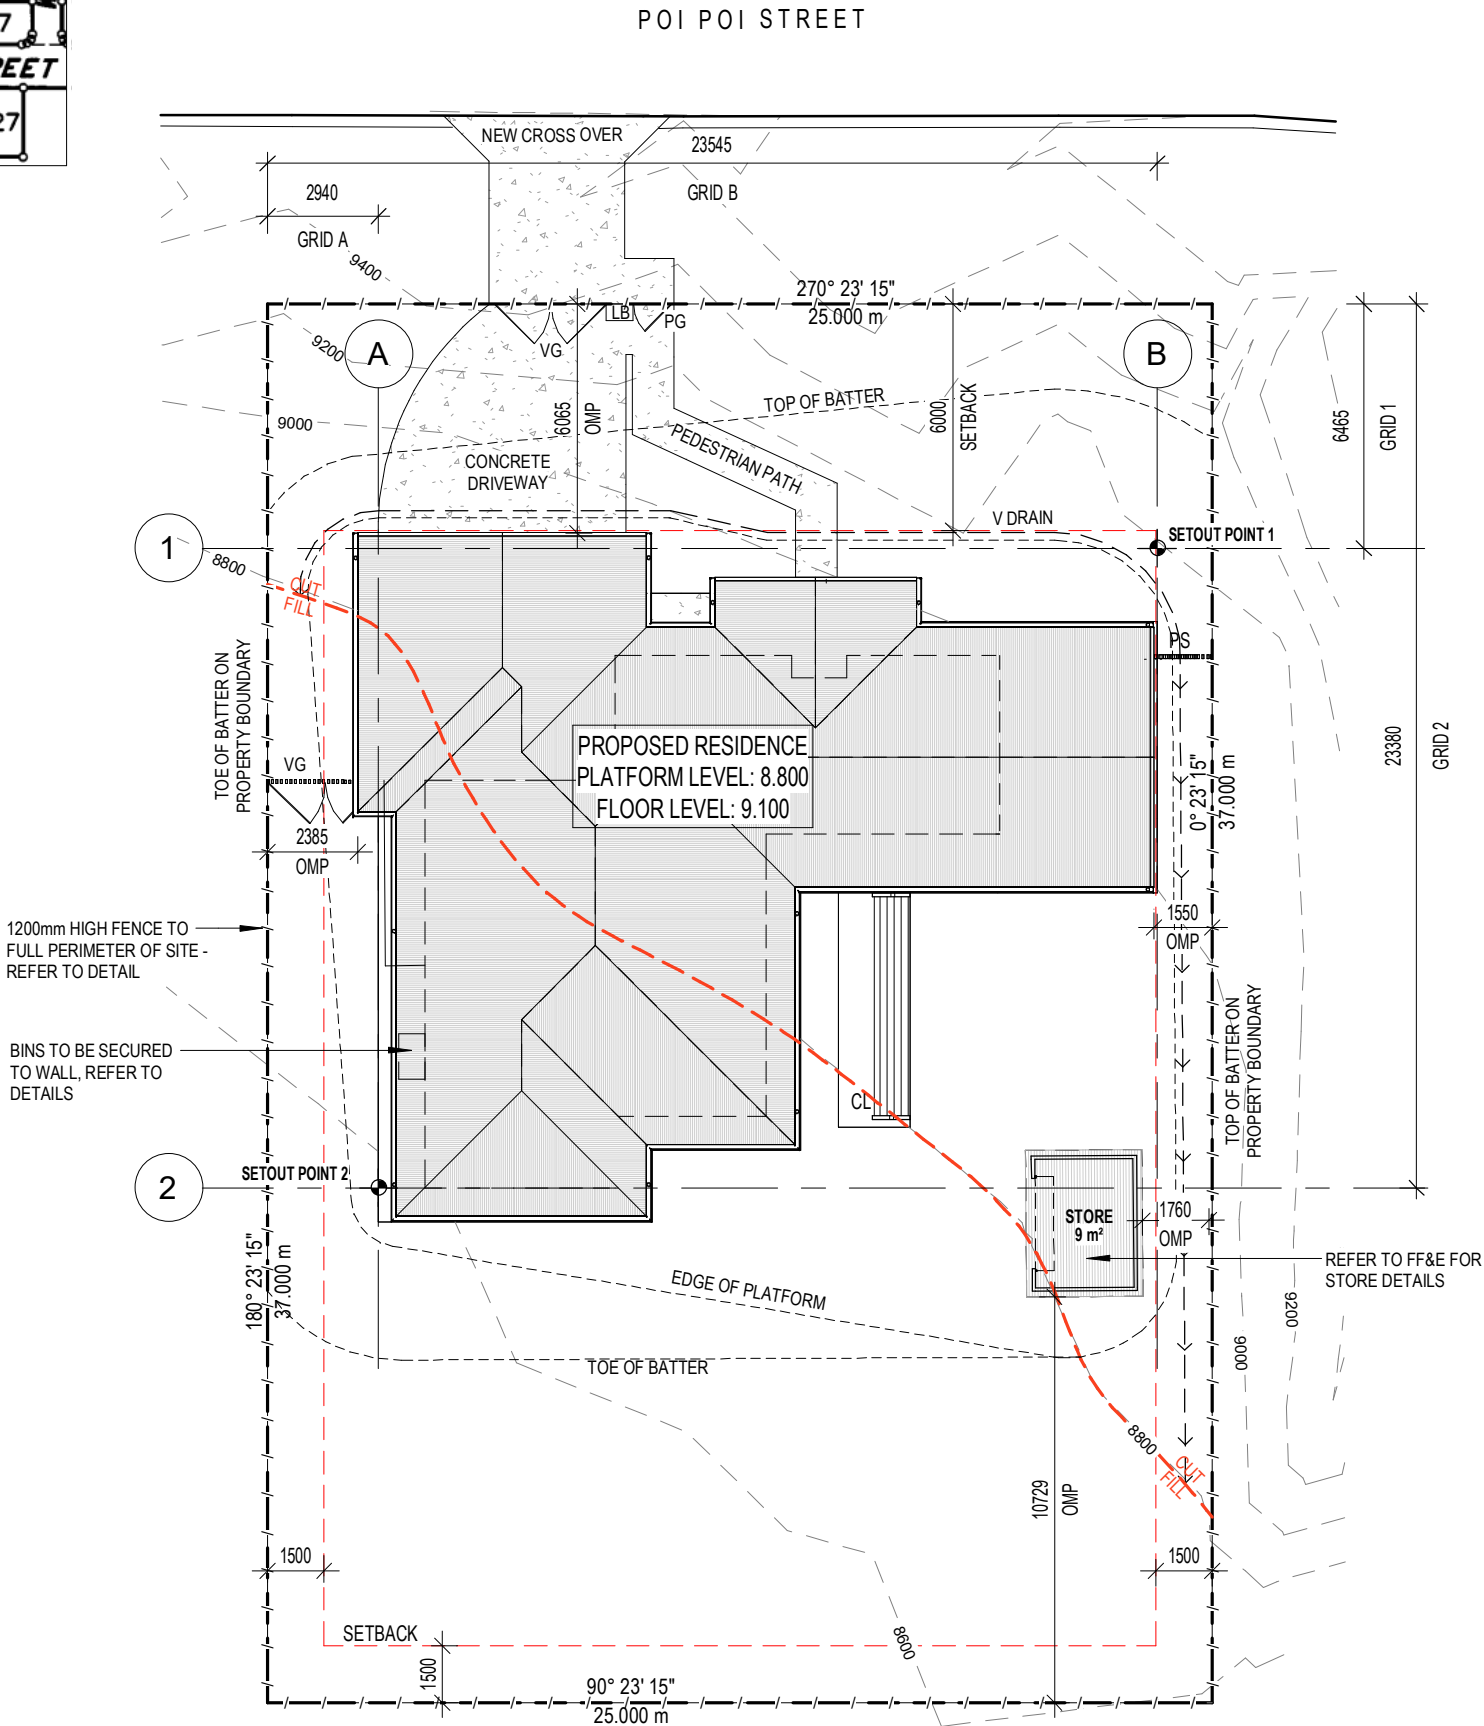 POI POI STREET
7
REET
27
NEW CROSS OVER
23545
2940
GRID B
GRID A
9400
270° 23' 15"
25.000 m
LB
PG
VG
9200
A
B
TOP OF BATTER
6065
OMP
6000
SETBACK
6465
GRID 1
9000
PEDESTRIAN PATH
CONCRETE
DRIVEWAY
V DRAIN
SETOUT POINT 1
1
8800
CUT
FILL
PS
TOE OF BATTER ON
PROPERTY BOUNDARY
PROPOSED RESIDENCE
PLATFORM LEVEL: 8.800
FLOOR LEVEL: 9.100
23380
GRID 2
VG
0° 23' 15"
37.000 m
2385
OMP
1200mm HIGH FENCE TO
FULL PERIMETER OF SITE -
REFER TO DETAIL
1550
OMP
BINS TO BE SECURED
TO WALL, REFER TO
DETAILS
TOP OF BATTER ON
PROPERTY BOUNDARY
CL
SETOUT POINT 2
2
STORE
9 m²
1760
OMP
REFER TO FF&E FOR
STORE DETAILS
180° 23' 15"
37.000 m
EDGE OF PLATFORM
9200
9000
TOE OF BATTER
8800
CUT
FILL
10729
OMP
1500
1500
SETBACK
8600
1500
90° 23' 15"
25.000 m